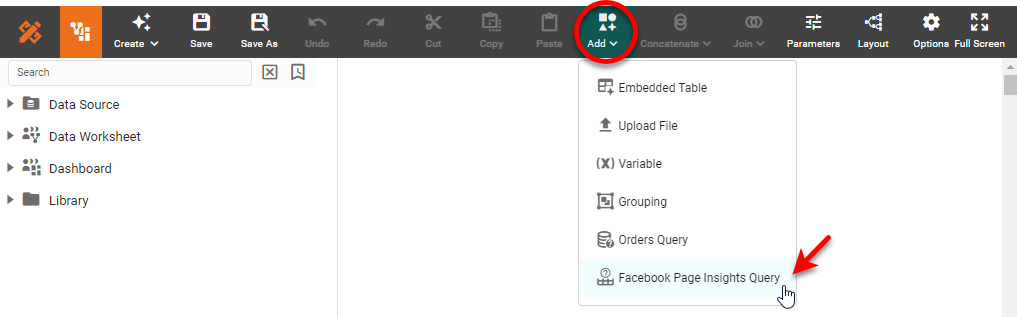 Create Save Save As Undo Redo Cut Copy Paste Add Concatenate Join Parameters Layout Options Full Screen
Search
Data Source
Data Worksheet
Dashboard
Library
Embedded Table
Upload File
(X) Variable
Grouping
Orders Query
Facebook Page Insights Query